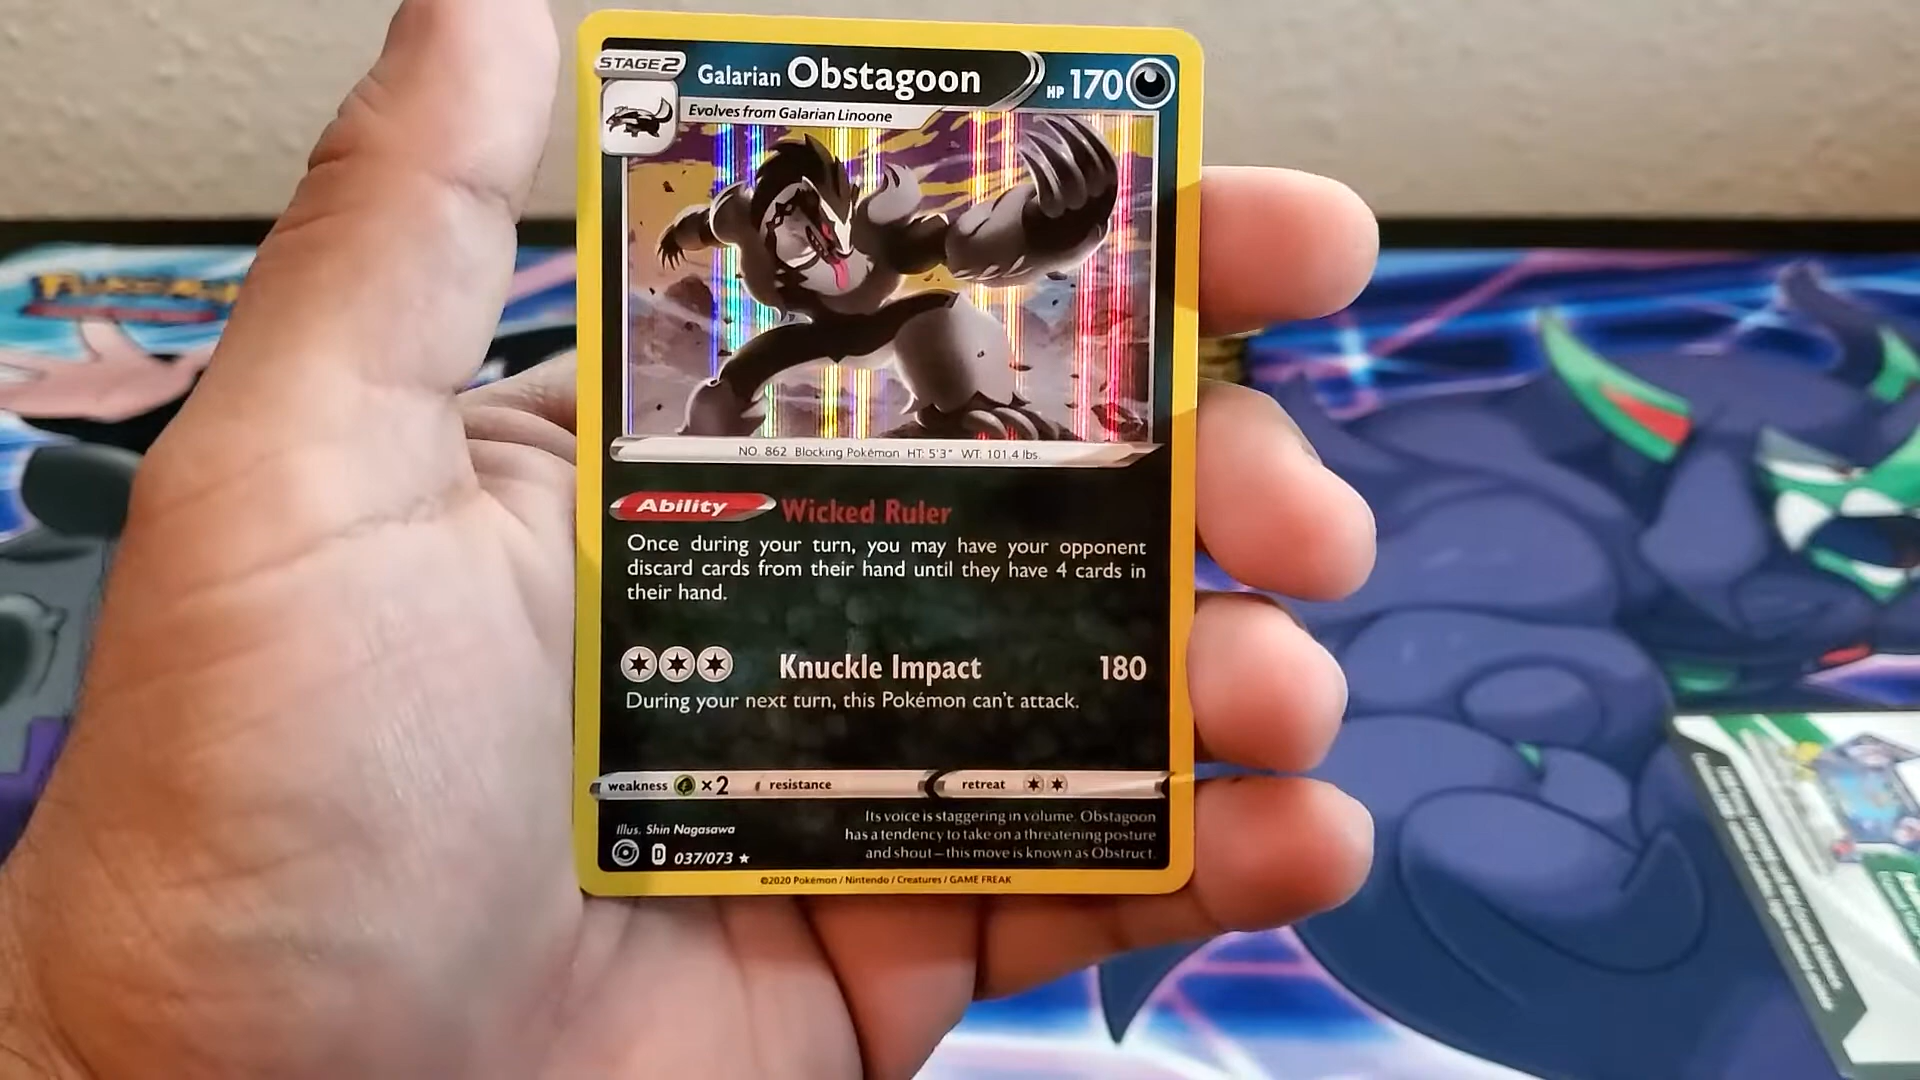 POKÉMON
STAGE2
Galarian Obstagoon
HP 170
Evolves from Galarian Linoone
NO. 862 Blocking Pokémon HT: 5'3" WT: 101.4 lbs.
Ability Wicked Ruler
Once during your turn, you may have your opponent
discard cards from their hand until they have 4 cards in
their hand.
Knuckle Impact 180
During your next turn, this Pokémon can't attack.
weakness ×2 resistance retreat
Its voice is staggering in volume. Obstagoon
has a tendency to take on a threatening posture
and shout—this move is known as Obstruct.
Illus. Shin Nagasawa
D 037/073
©2020 Pokémon / Nintendo / Creatures / GAME FREAK